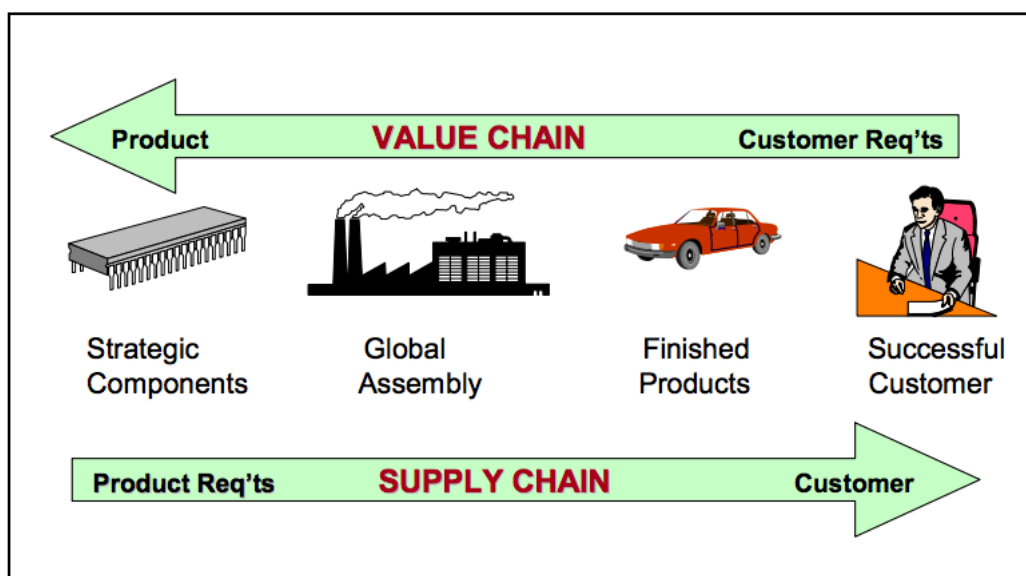 Product VALUE CHAIN Customer Req'ts
Strategic Global Finished Successful
Components Assembly Products Customer
Product Req'ts SUPPLY CHAIN Customer